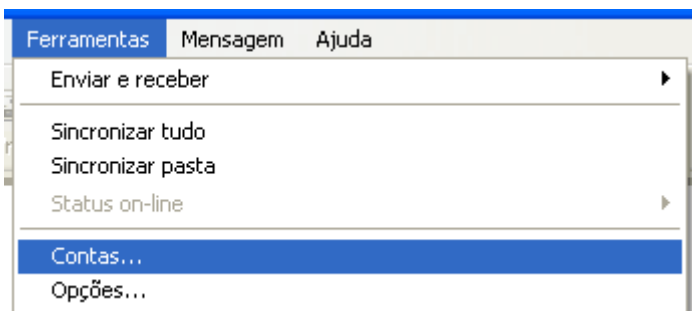 Ferramentas Mensagem Ajuda
Enviar e receber
Sincronizar tudo
Sincronizar pasta
Status on-line
Contas...
Opções...